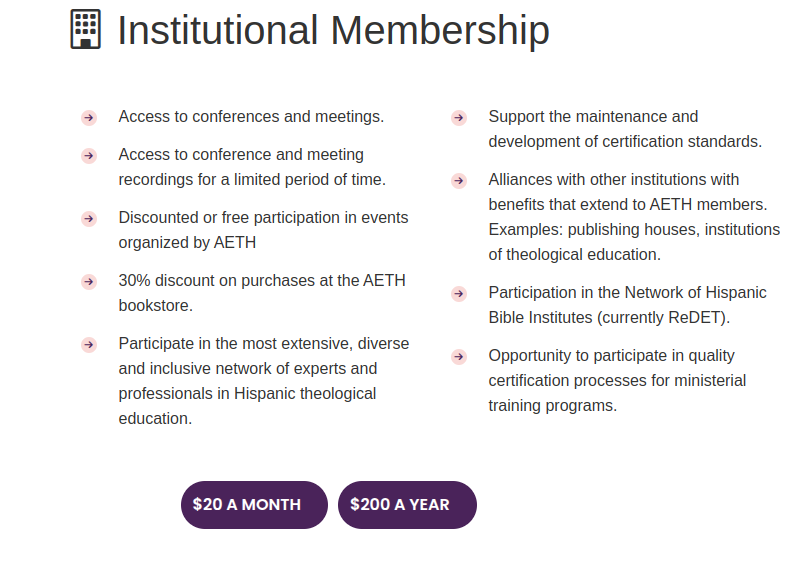 Institutional Membership
Access to conferences and meetings.
Access to conference and meeting
recordings for a limited period of time.
Discounted or free participation in events
organized by AETH
30% discount on purchases at the AETH
bookstore.
Participate in the most extensive, diverse
and inclusive network of experts and
professionals in Hispanic theological
education.
Support the maintenance and
development of certification standards.
Alliances with other institutions with
benefits that extend to AETH members.
Examples: publishing houses, institutions
of theological education.
Participation in the Network of Hispanic
Bible Institutes (currently ReDET).
Opportunity to participate in quality
certification processes for ministerial
training programs.
$20 A MONTH
$200 A YEAR